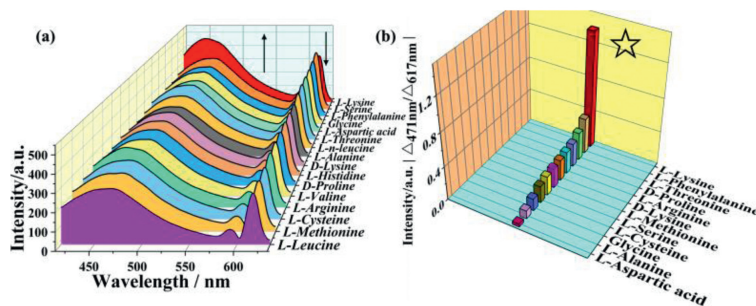 (a)
Intensity/a.u.
500
400
300
200
100
0
450
500
550
600
Wavelength / nm
L-Lysine
L-Serine
L-Phenylalanine
Glycine
L-Aspartic acid
L-Threonine
L-n-leucine
L-Alanine
D-Lysine
L-Histidine
D-Proline
L-Valine
L-Arginine
L-Cysteine
L-Methionine
L-Leucine
(b)
Intensity/a.u. |△471nm/△617nm|
1.2
0.8
0.4
0.0
L-Lysine
L-Phenylalanine
L-Threonine
D-Proline
L-Arginine
D-Lysine
L-Methionine
L-Serine
L-Cysteine
Glycine
L-Alanine
L-Aspartic acid